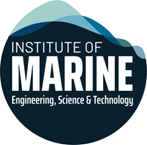 INSTITUTE OF
MARINE
Engineering, Science & Technology